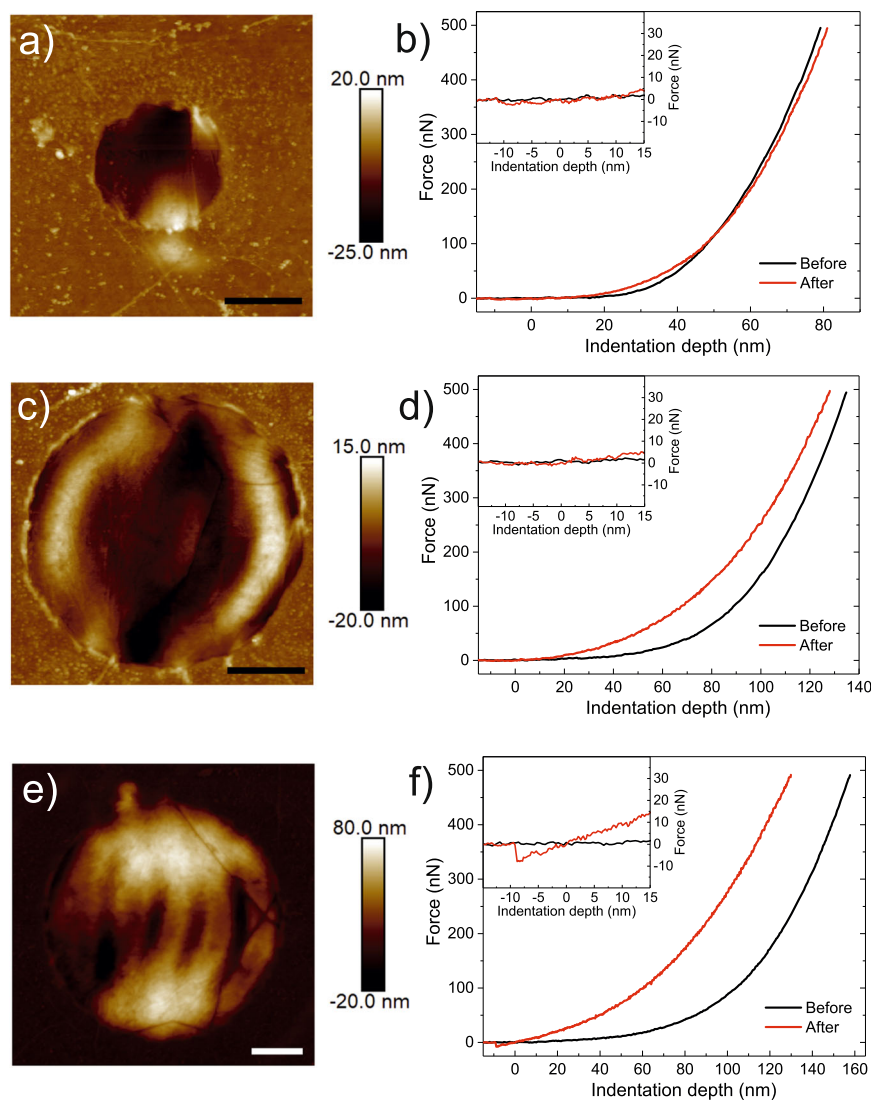 a)
20.0 nm
-25.0 nm
b)
500
400
300
200
100
0
Force (nN)
0 20 40 60 80
Indentation depth (nm)
30
20
10
0
-10
Force (nN)
-10 -5 0 5 10 15
Indentation depth (nm)
Before
After
c)
15.0 nm
-20.0 nm
d)
500
400
300
200
100
0
Force (nN)
0 20 40 60 80 100 120 140
Indentation depth (nm)
30
20
10
0
-10
Force (nN)
-10 -5 0 5 10 15
Indentation depth (nm)
Before
After
e)
80.0 nm
-20.0 nm
f)
500
400
300
200
100
0
Force (nN)
0 20 40 60 80 100 120 140 160
Indentation depth (nm)
30
20
10
0
-10
Force (nN)
-10 -5 0 5 10 15
Indentation depth (nm)
Before
After